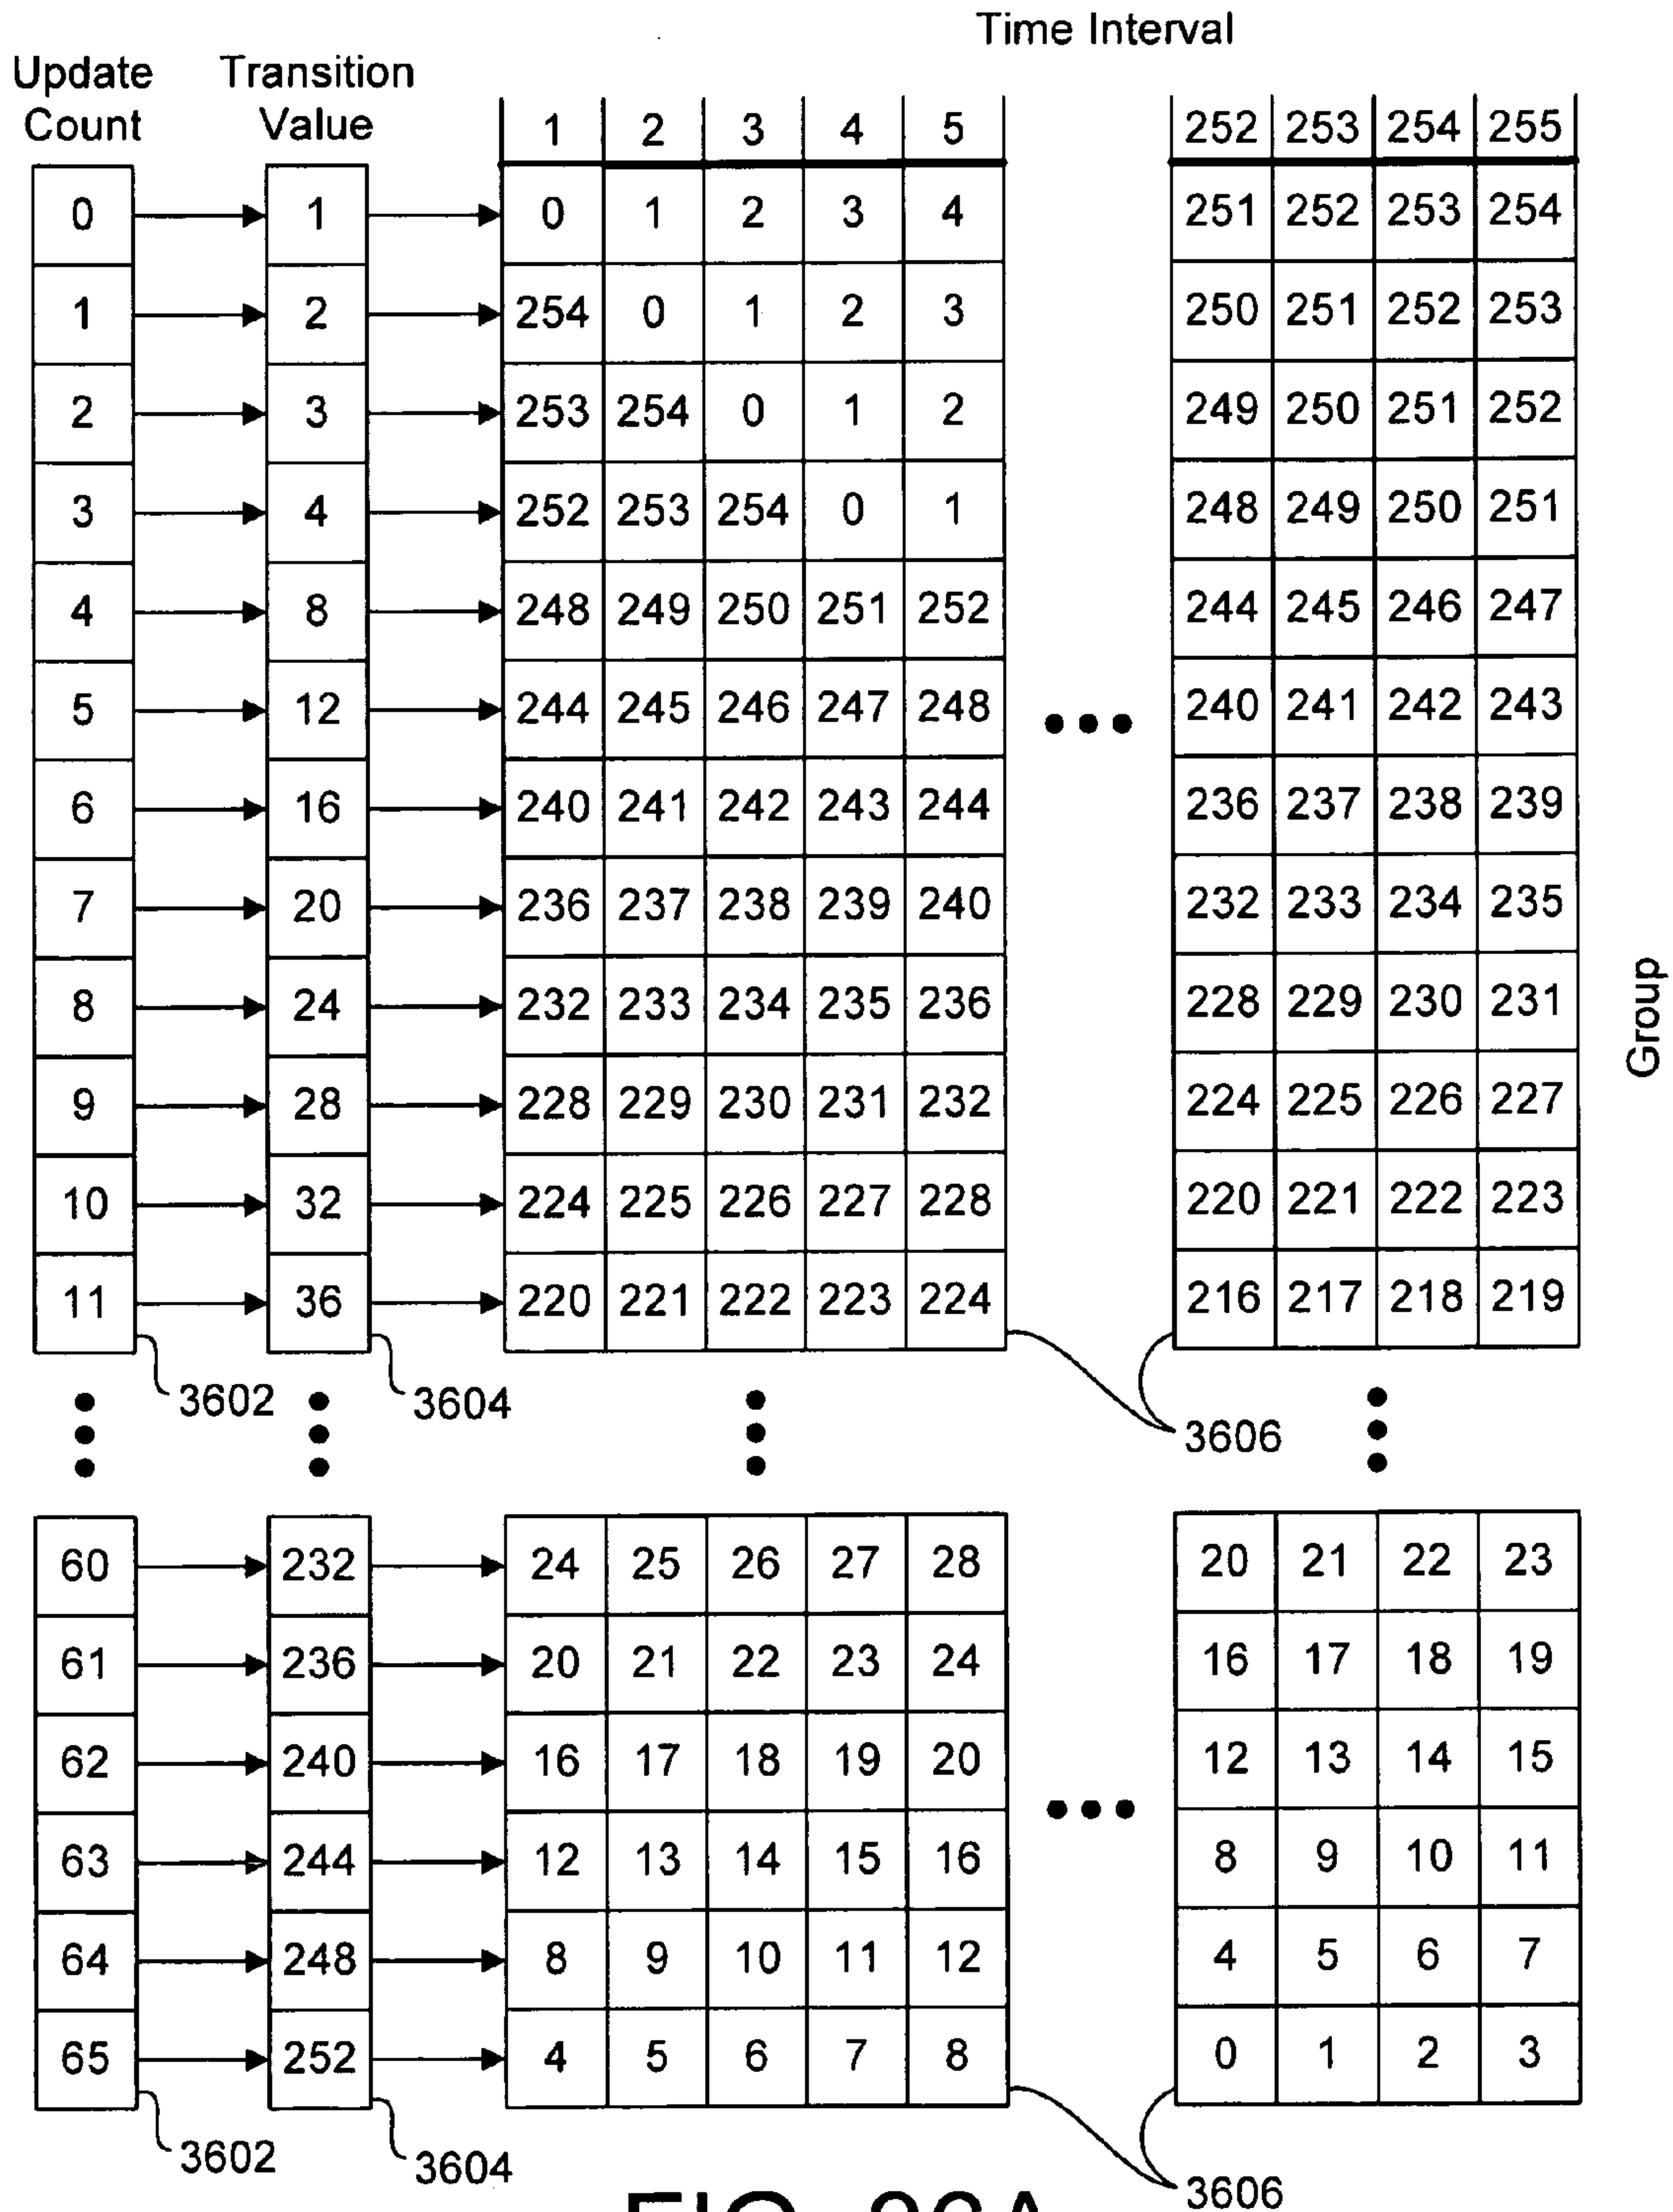 Time Interval
Update Count
Transition Value
1 2 3 4 5 252 253 254 255
0 1 0 1 2 3 4 251 252 253 254
1 2 254 0 1 2 3 250 251 252 253
2 3 253 254 0 1 2 249 250 251 252
3 4 252 253 254 0 1 248 249 250 251
4 8 248 249 250 251 252 244 245 246 247
5 12 244 245 246 247 248 240 241 242 243
6 16 240 241 242 243 244 236 237 238 239
7 20 236 237 238 239 240 232 233 234 235
8 24 232 233 234 235 236 228 229 230 231
9 28 228 229 230 231 232 224 225 226 227
10 32 224 225 226 227 228 220 221 222 223
11 36 220 221 222 223 224 216 217 218 219
Group
3602 3604 3606
60 232 24 25 26 27 28 20 21 22 23
61 236 20 21 22 23 24 16 17 18 19
62 240 16 17 18 19 20 12 13 14 15
63 244 12 13 14 15 16 8 9 10 11
64 248 8 9 10 11 12 4 5 6 7
65 252 4 5 6 7 8 0 1 2 3
3602 3604 3606